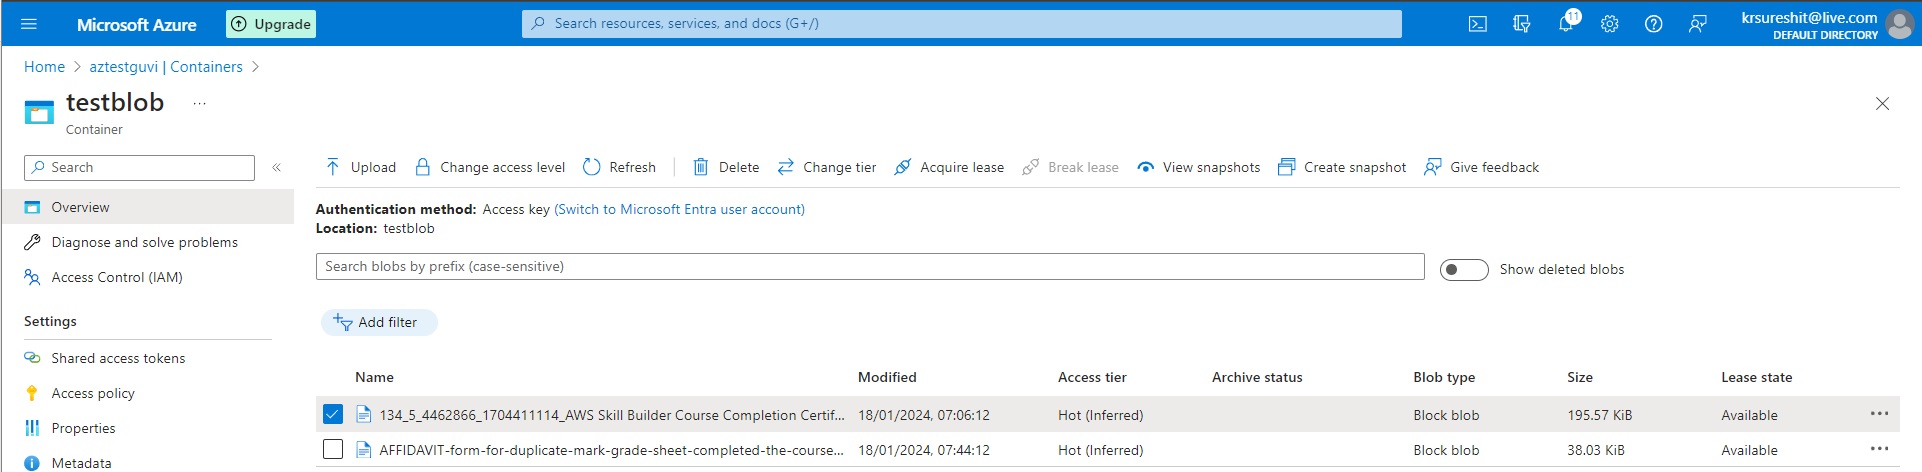 Microsoft Azure
Upgrade
Search resources, services, and docs (G+/)
11
krsureshit@live.com
DEFAULT DIRECTORY
Home > aztestguvi | Containers >
testblob ...
Container
Search
«
Upload Change access level Refresh Delete Change tier Acquire lease Break lease View snapshots Create snapshot Give feedback
Overview
Diagnose and solve problems
Access Control (IAM)
Settings
Shared access tokens
Access policy
Properties
Metadata
Authentication method: Access key (Switch to Microsoft Entra user account)
Location: testblob
Search blobs by prefix (case-sensitive)
Show deleted blobs
Add filter
Name Modified Access tier Archive status Blob type Size Lease state
134_5_4462866_1704411114_AWS Skill Builder Course Completion Certif... 18/01/2024, 07:06:12 Hot (Inferred) Block blob 195.57 KiB Available ...
AFFIDAVIT-form-for-duplicate-mark-grade-sheet-completed-the-course... 18/01/2024, 07:44:12 Hot (Inferred) Block blob 38.03 KiB Available ...